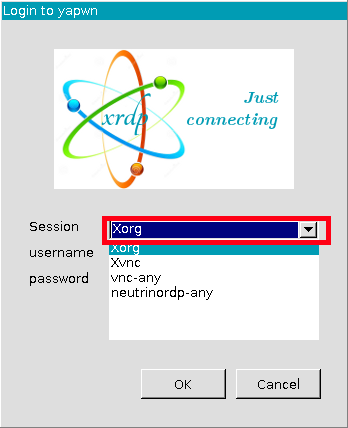 Login to yapwn
xrdp
Just
connecting
Session
Xorg
Xorg
username
Xvnc
password
vnc-any
neutrinordp-any
OK
Cancel